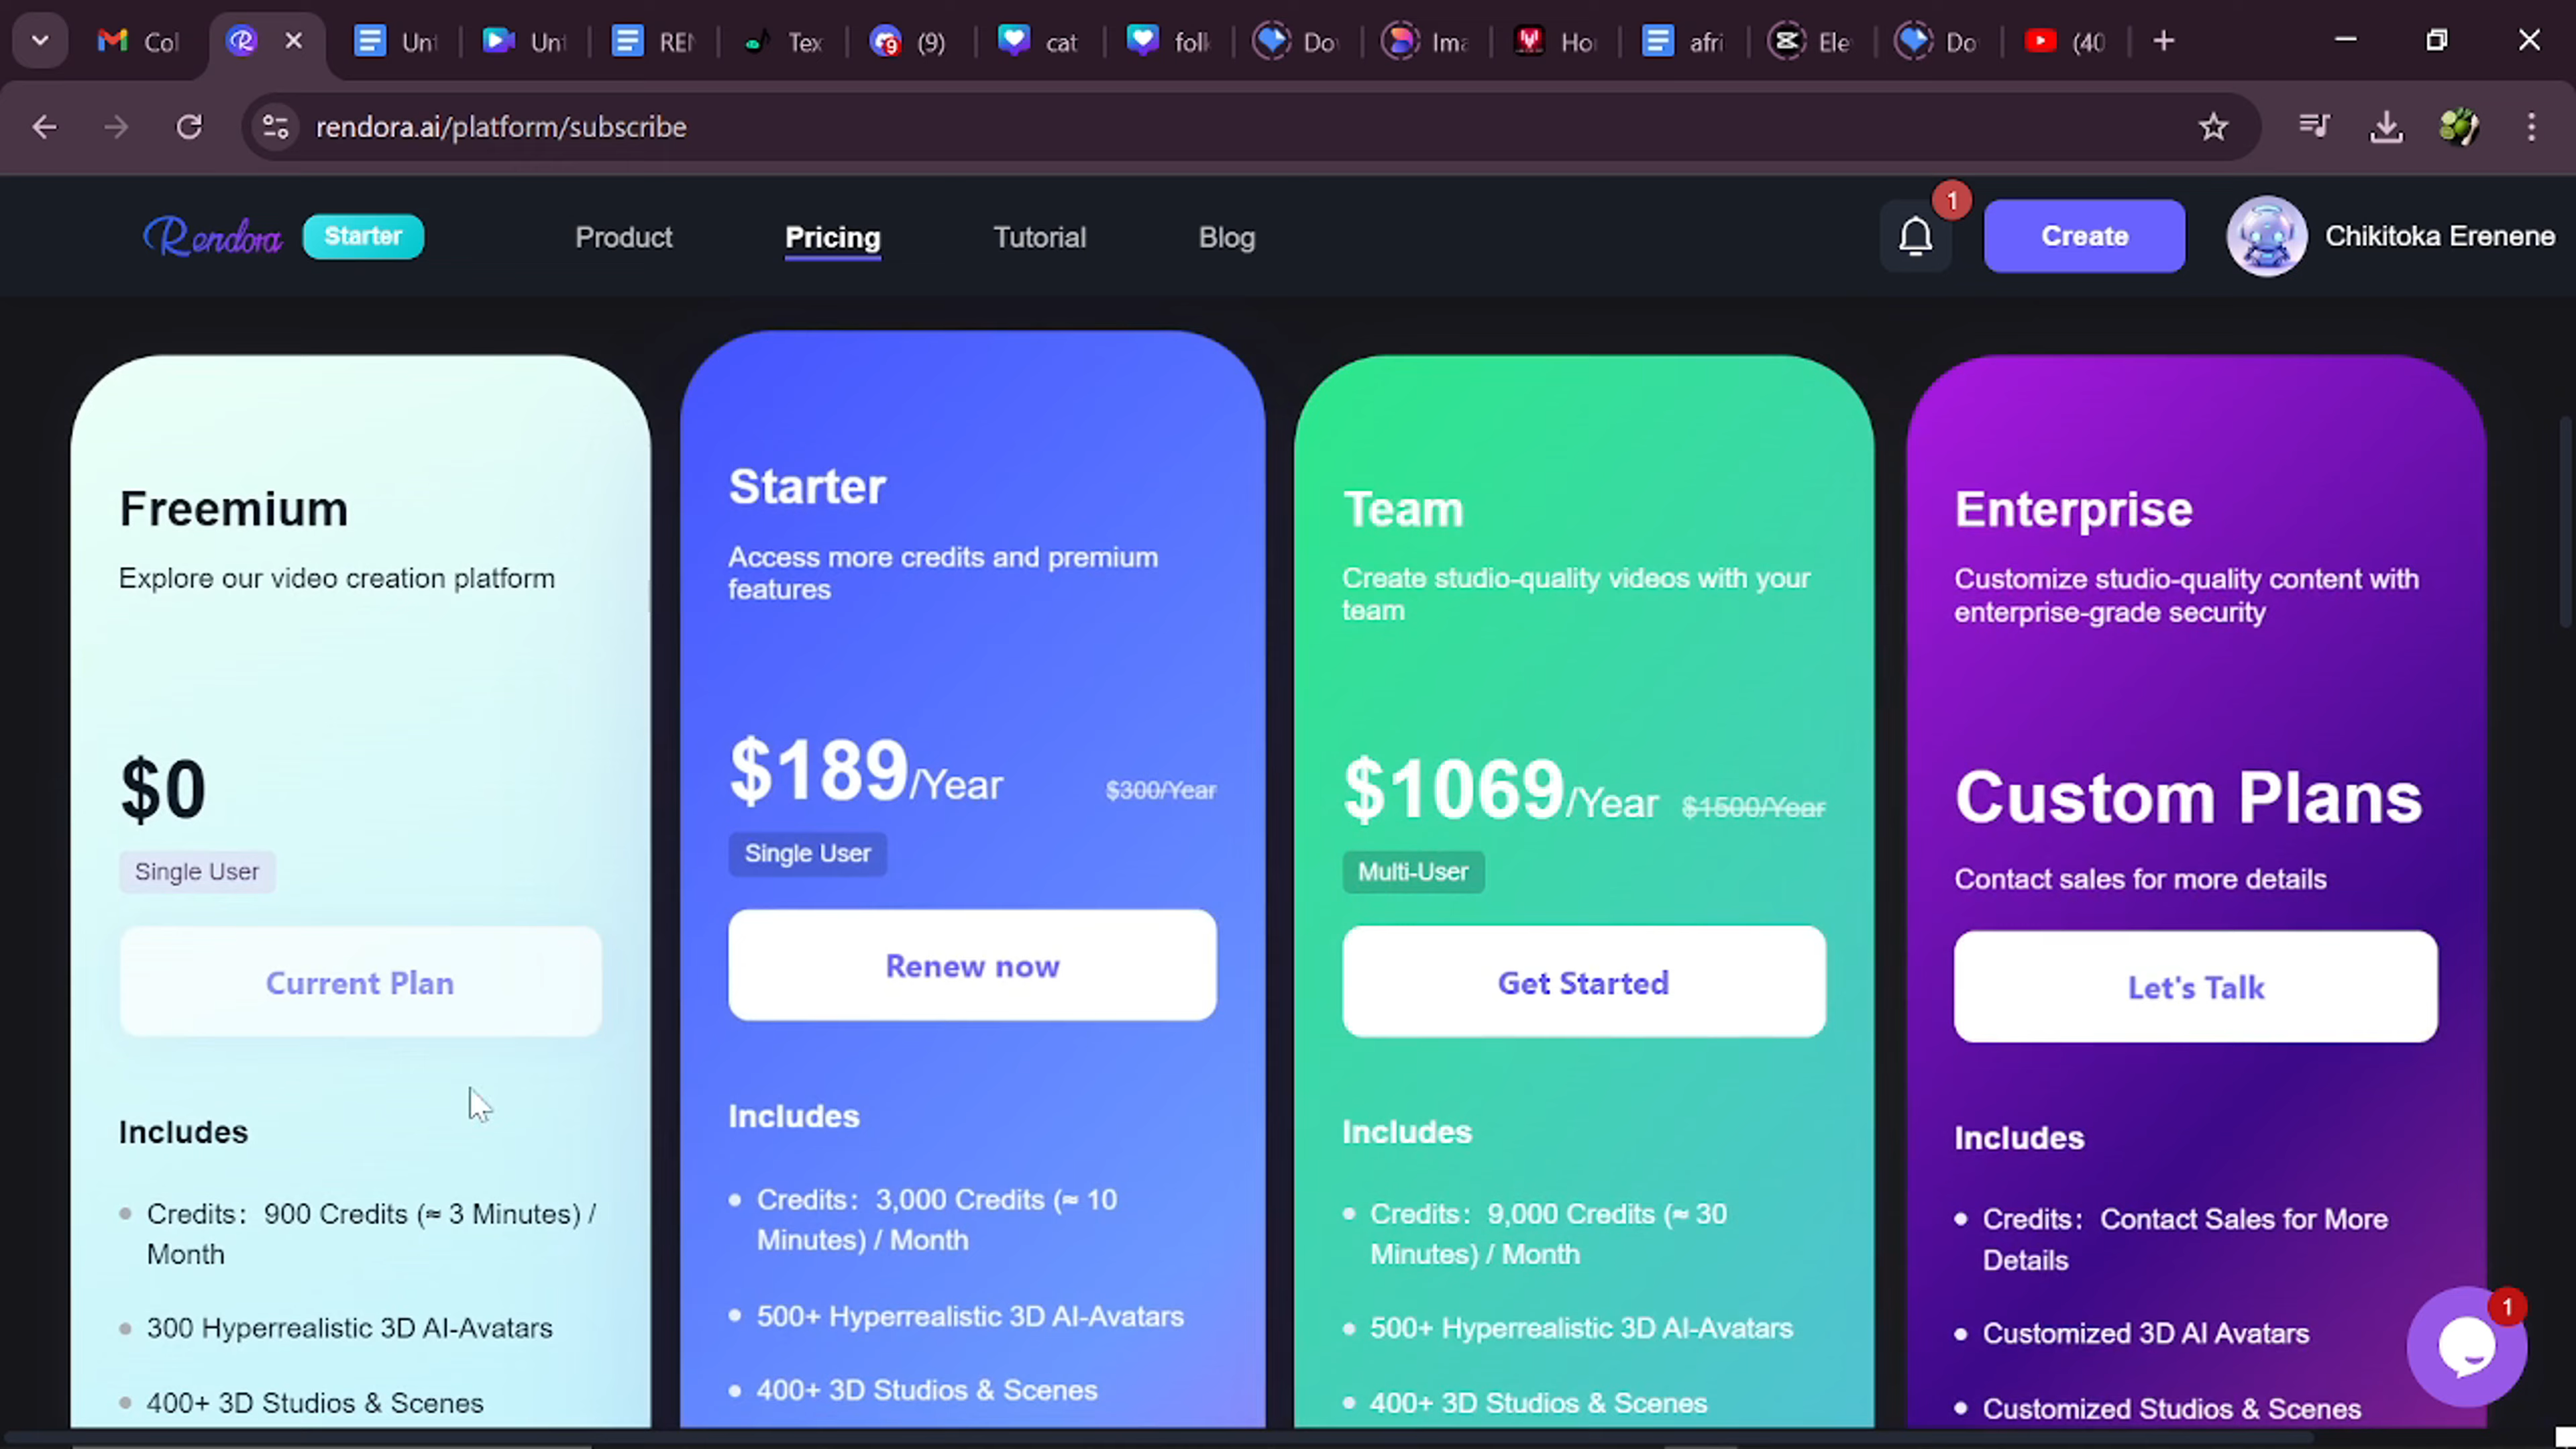 Col
Unt
Unt
REN
Tex
(9)
cat
folk
Do
Ima
Ho
afri
Ele
Do
(40
rendora.ai/platform/subscribe
Rendora Starter Product Pricing Tutorial Blog 1 Create Chikitoka Erenene
Freemium
Explore our video creation platform
$0
Single User
Current Plan
Includes
Credits: 900 Credits (≈ 3 Minutes) /
Month
300 Hyperrealistic 3D AI-Avatars
400+ 3D Studios & Scenes
Starter
Access more credits and premium
features
$189/Year $300/Year
Single User
Renew now
Includes
Credits: 3,000 Credits (≈ 10
Minutes) / Month
500+ Hyperrealistic 3D AI-Avatars
400+ 3D Studios & Scenes
Team
Create studio-quality videos with your
team
$1069/Year $1500/Year
Multi-User
Get Started
Includes
Credits: 9,000 Credits (≈ 30
Minutes) / Month
500+ Hyperrealistic 3D AI-Avatars
400+ 3D Studios & Scenes
Enterprise
Customize studio-quality content with
enterprise-grade security
Custom Plans
Contact sales for more details
Let's Talk
Includes
Credits: Contact Sales for More
Details
Customized 3D AI Avatars
Customized Studios & Scenes
1